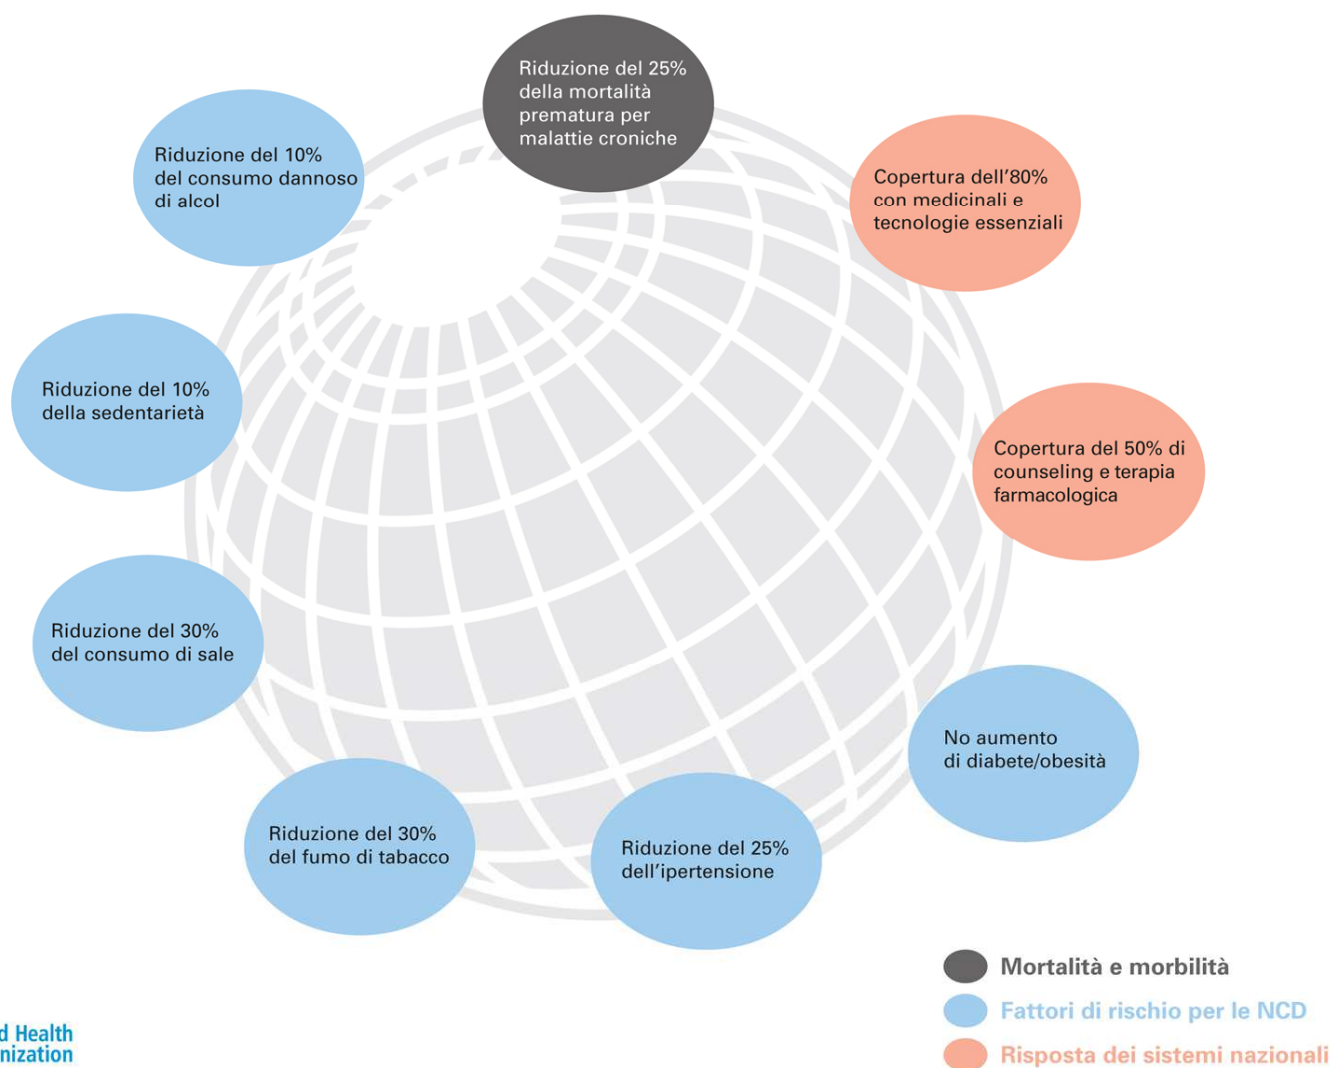 Riduzione del 25%
della mortalità
prematura per
malattie croniche
Riduzione del 10%
del consumo dannoso
di alcol
Copertura dell'80%
con medicinali e
tecnologie essenziali
Riduzione del 10%
della sedentarietà
Copertura del 50% di
counseling e terapia
farmacologica
Riduzione del 30%
del consumo di sale
No aumento
di diabete/obesità
Riduzione del 30%
del fumo di tabacco
Riduzione del 25%
dell'ipertensione
Mortalità e morbilità
Fattori di rischio per le NCD
Risposta dei sistemi nazionali
d Health
nization